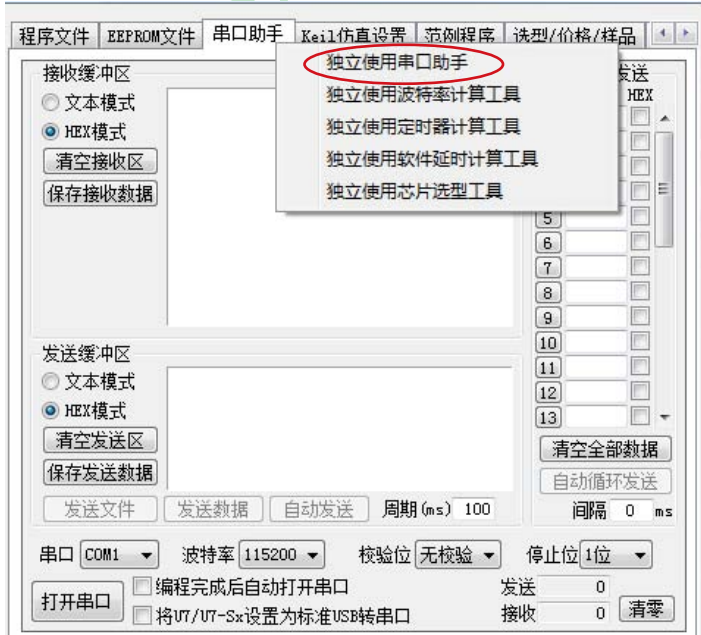 程序文件 EEPROM文件 串口助手 Keil仿真设置 范例程序 选型/价格/样品
独立使用串口助手
独立使用波特率计算工具
独立使用定时器计算工具
独立使用软件延时计算工具
独立使用芯片选型工具
接收缓冲区
文本模式
HEX模式
清空接收区
保存接收数据
发送
HEX
5
6
7
8
9
10
11
12
13
清空全部数据
自动循环发送
间隔 0 ms
发送缓冲区
文本模式
HEX模式
清空发送区
保存发送数据
发送文件 发送数据 自动发送 周期(ms) 100
串口 COM1 波特率 115200 校验位 无校验 停止位 1位
打开串口
编程完成后自动打开串口
将U7/U7-Sx设置为标准USB转串口
发送 0
接收 0
清零